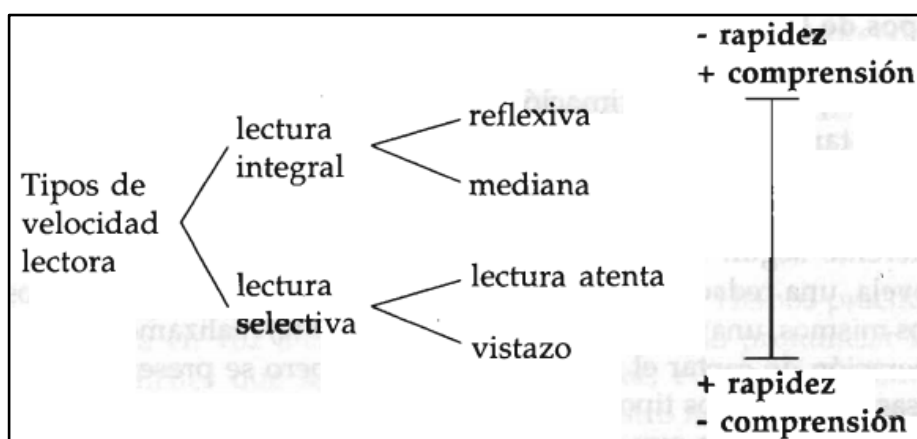 - rapidez
+ comprensión
Tipos de
velocidad
lectora
lectura
integral
reflexiva
mediana
lectura
selectiva
lectura atenta
vistazo
+ rapidez
- comprensión